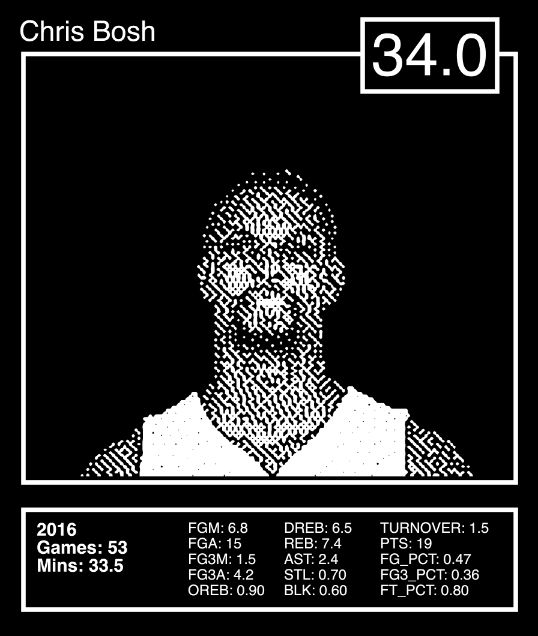 Chris Bosh
34.0
2016
Games: 53
Mins: 33.5
FGM: 6.8
FGA: 15
FG3M: 1.5
FG3A: 4.2
OREB: 0.90
DREB: 6.5
REB: 7.4
AST: 2.4
STL: 0.70
BLK: 0.60
TURNOVER: 1.5
PTS: 19
FG_PCT: 0.47
FG3_PCT: 0.36
FT_PCT: 0.80